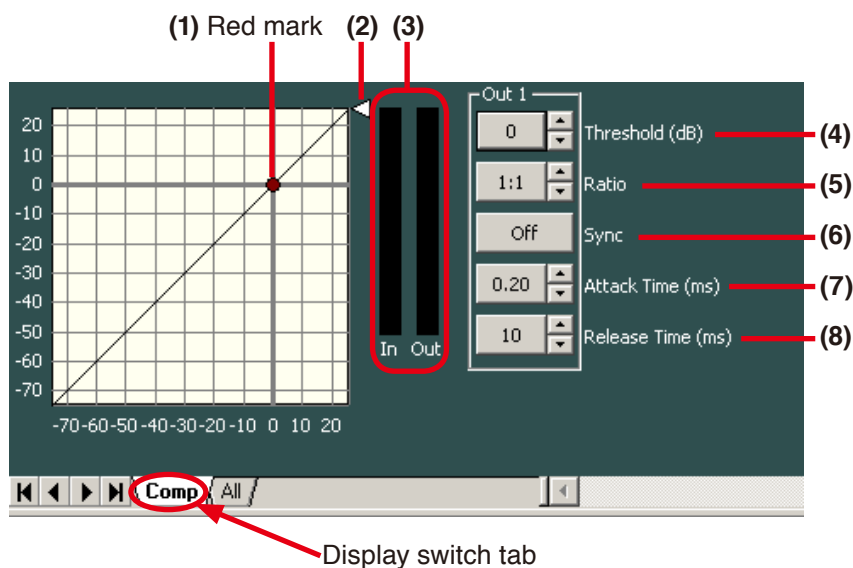 (1) Red mark (2) (3)
Out 1
20
10
0
-10
-20
-30
-40
-50
-60
-70
-70-60-50-40-30-20-10 0 10 20
In Out
0 Threshold (dB) (4)
1:1 Ratio (5)
Off Sync (6)
0.20 Attack Time (ms) (7)
10 Release Time (ms) (8)
Comp All
Display switch tab